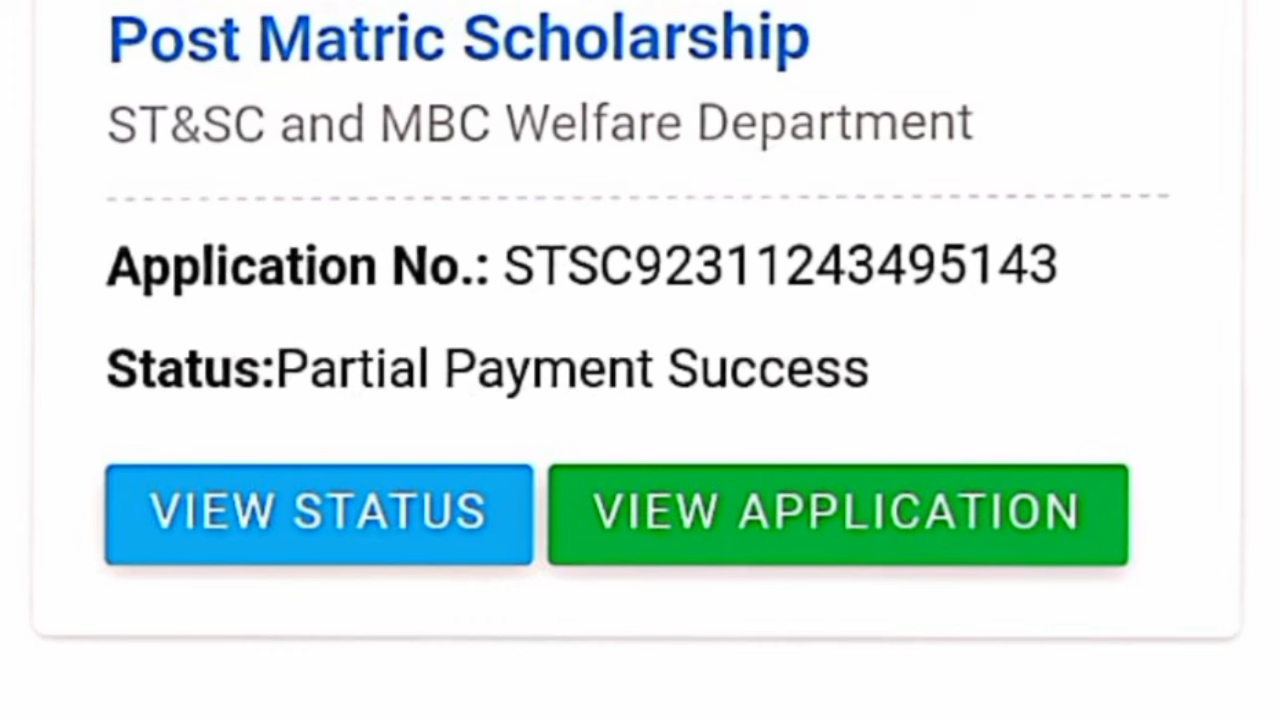 Post Matric Scholarship
ST&SC and MBC Welfare Department
Application No.: STSC92311243495143
Status:Partial Payment Success
VIEW STATUS VIEW APPLICATION